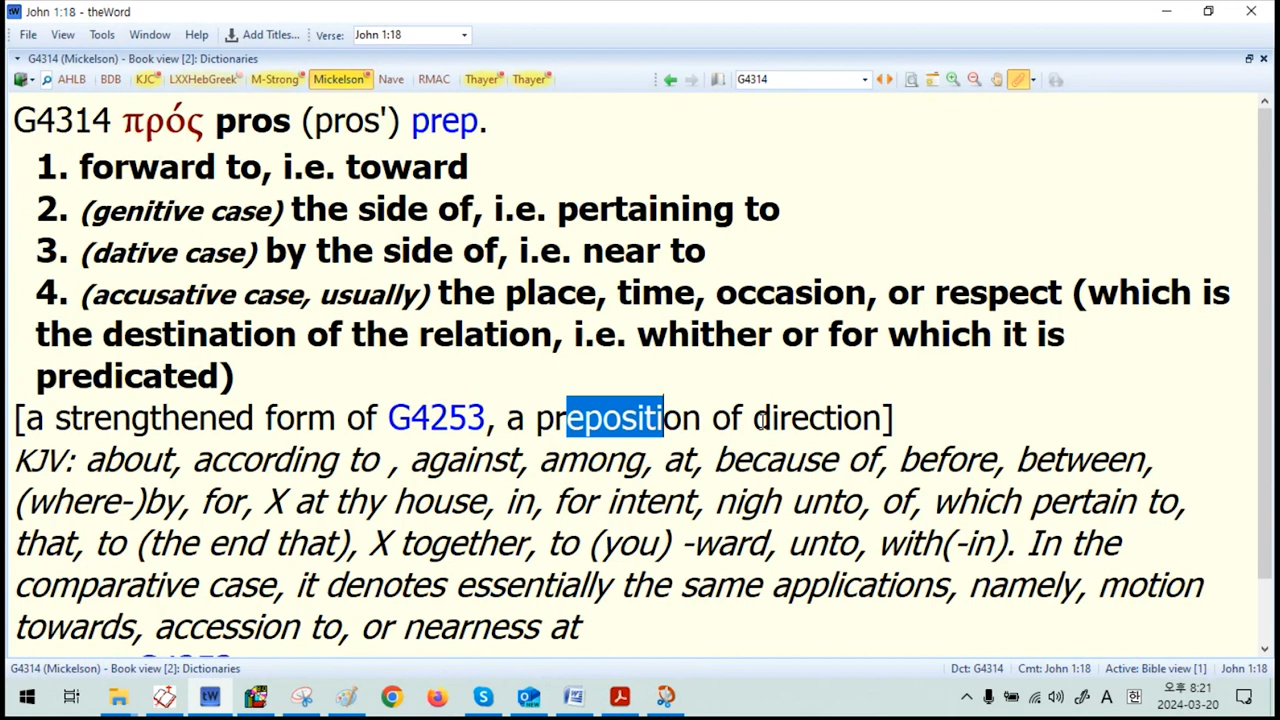 John 1:18 - theWord
File View Tools Window Help Add Titles... Verse: John 1:18
G4314 (Mickelson) - Book view [2]: Dictionaries
AHLB BDB KJC LXXHebGreek M-Strong Mickelson Nave RMAC Thayer Thayer G4314
G4314 πρός pros (pros') prep.
1. forward to, i.e. toward
2. (genitive case) the side of, i.e. pertaining to
3. (dative case) by the side of, i.e. near to
4. (accusative case, usually) the place, time, occasion, or respect (which is
the destination of the relation, i.e. whither or for which it is
predicated)
[a strengthened form of G4253, a preposition of direction]
KJV: about, according to , against, among, at, because of, before, between,
(where-)by, for, X at thy house, in, for intent, nigh unto, of, which pertain to,
that, to (the end that), X together, to (you) -ward, unto, with(-in). In the
comparative case, it denotes essentially the same applications, namely, motion
towards, accession to, or nearness at
G4314 (Mickelson) - Book view [2]: Dictionaries Dct: G4314 Cmt: John 1:18 Active: Bible view [1] John 1:18
tW A 한 오후 8:21
2024-03-20